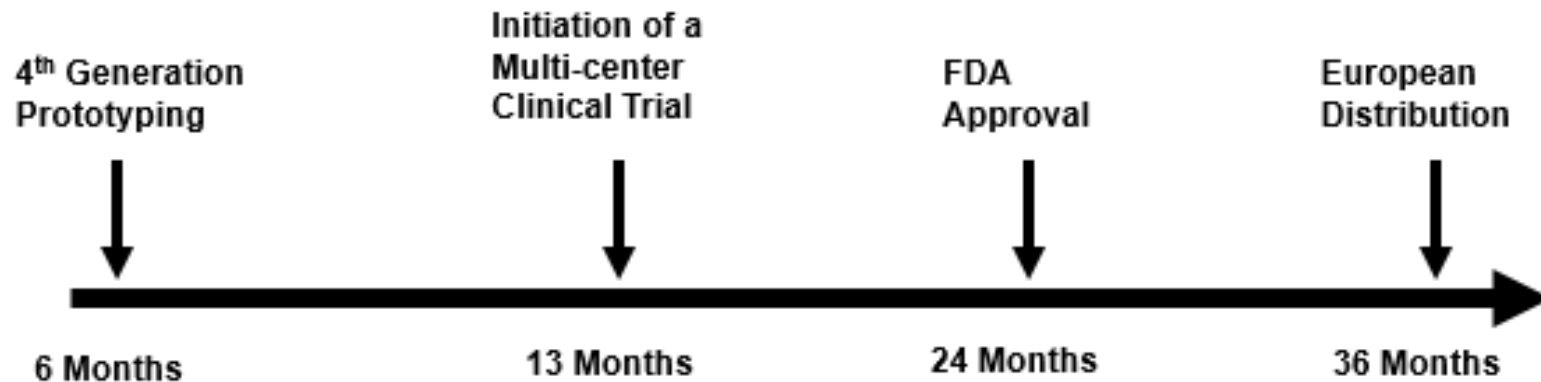 4th Generation
Prototyping
Initiation of a
Multi-center
Clinical Trial
FDA
Approval
European
Distribution
6 Months
13 Months
24 Months
36 Months